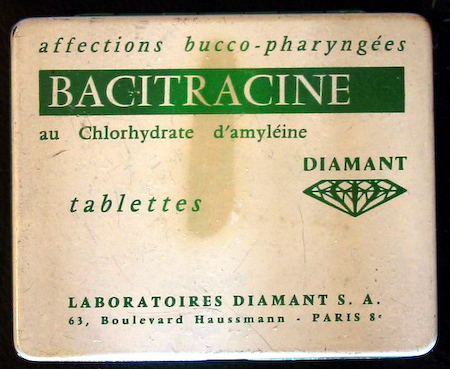 affections bucco-pharyngées
BACITRACINE
au Chlorhydrate d'amyléine
DIAMANT
tablettes
LABORATOIRES DIAMANT S. A.
63, Boulevard Haussmann - PARIS 8e